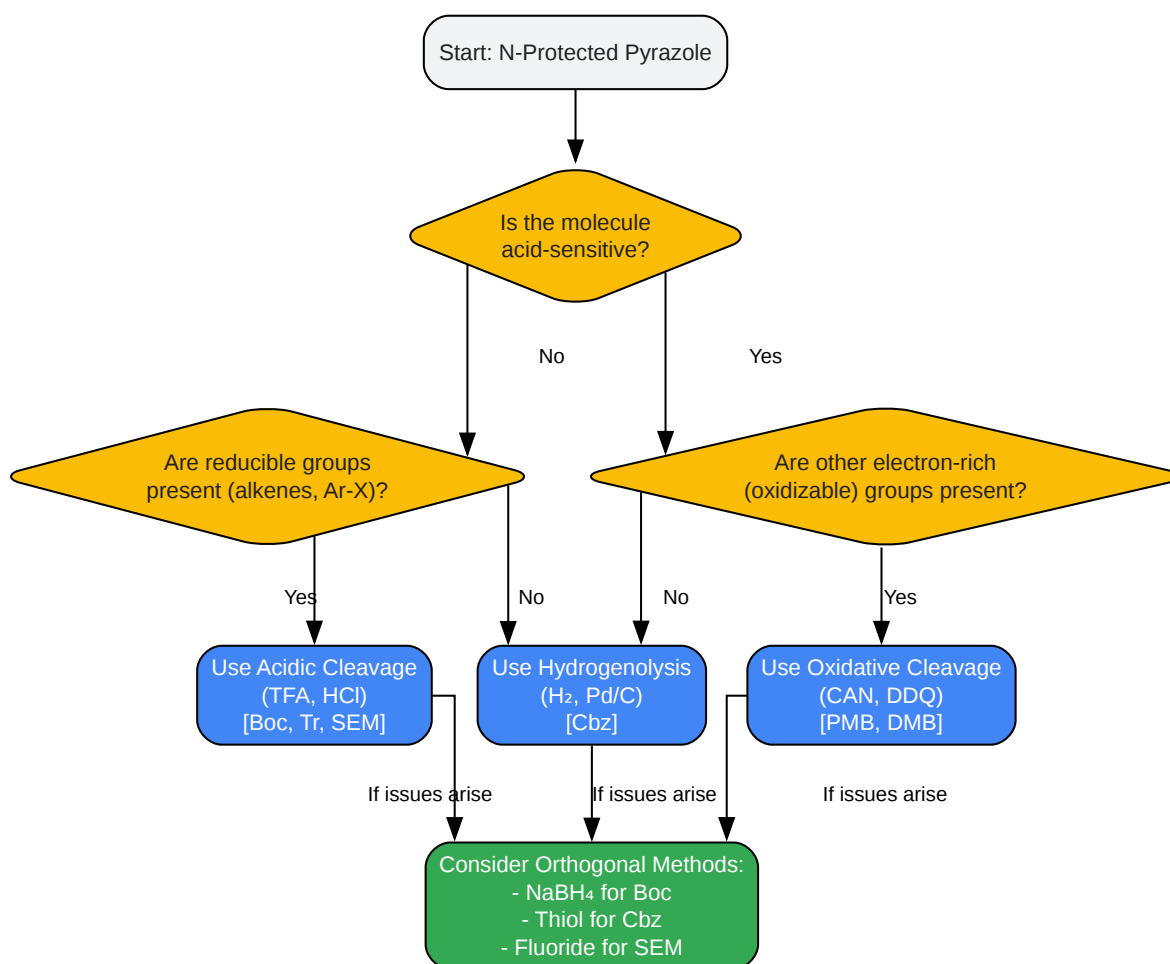 Start: N-Protected Pyrazole
Is the molecule
acid-sensitive?
No
Yes
Are reducible groups
present (alkenes, Ar-X)?
Are other electron-rich
(oxidizable) groups present?
Yes
No
No
Yes
Use Acidic Cleavage
(TFA, HCl)
[Boc, Tr, SEM]
Use Hydrogenolysis
(H₂, Pd/C)
[Cbz]
Use Oxidative Cleavage
(CAN, DDQ)
[PMB, DMB]
If issues arise
If issues arise
If issues arise
Consider Orthogonal Methods:
- NaBH₄ for Boc
- Thiol for Cbz
- Fluoride for SEM